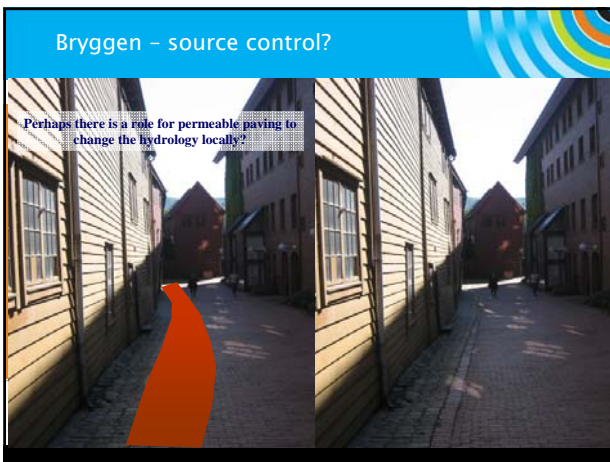 Bryggen – source control?
Perhaps there is a role for permeable paving to
change the hydrology locally?